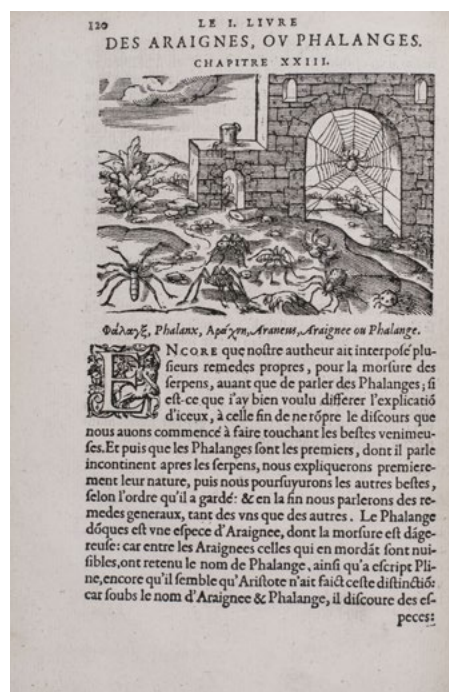 120 LE I. LIVRE
DES ARAIGNES, OV PHALANGES.
CHAPITRE XXIII.
Φάλαγξ, Phalanx, Αράχνη, Araneus, Araignee ou Phalange.
ENCORE que noſtre autheur ait interpoſé plu-
ſieurs remedes propres, pour la morſure des
ſerpens, auant que de parler des Phalanges; ſi
eſt-ce que i'ay bien voulu differer l'explicatiõ
d'iceux, à celle fin de ne rõpre le diſcours que
nous auons commencé à faire touchant les beſtes venimeu-
ſes. Et puis que les Phalanges ſont les premiers, dont il parle
incontinent apres les ſerpens, nous expliquerons premiere-
ment leur nature, puis nous pourſuyurons les autres beſtes,
ſelon l'ordre qu'il a gardé: & en la fin nous parlerons des re-
medes generaux, tant des vns que des autres. Le Phalange
dõques eſt vne eſpece d'Araignee, dont la morſure eſt dãge-
reuſe: car entre les Araignees celles qui en mordãt ſont nui-
ſibles, ont retenu le nom de Phalange, ainſi qu'a eſcript Pli-
ne, encore qu'il ſemble qu'Ariſtote n'ait faict ceſte diſtinctiõ:
car ſoubs le nom d'Araignee & Phalange, il diſcoure des eſ-
peces: